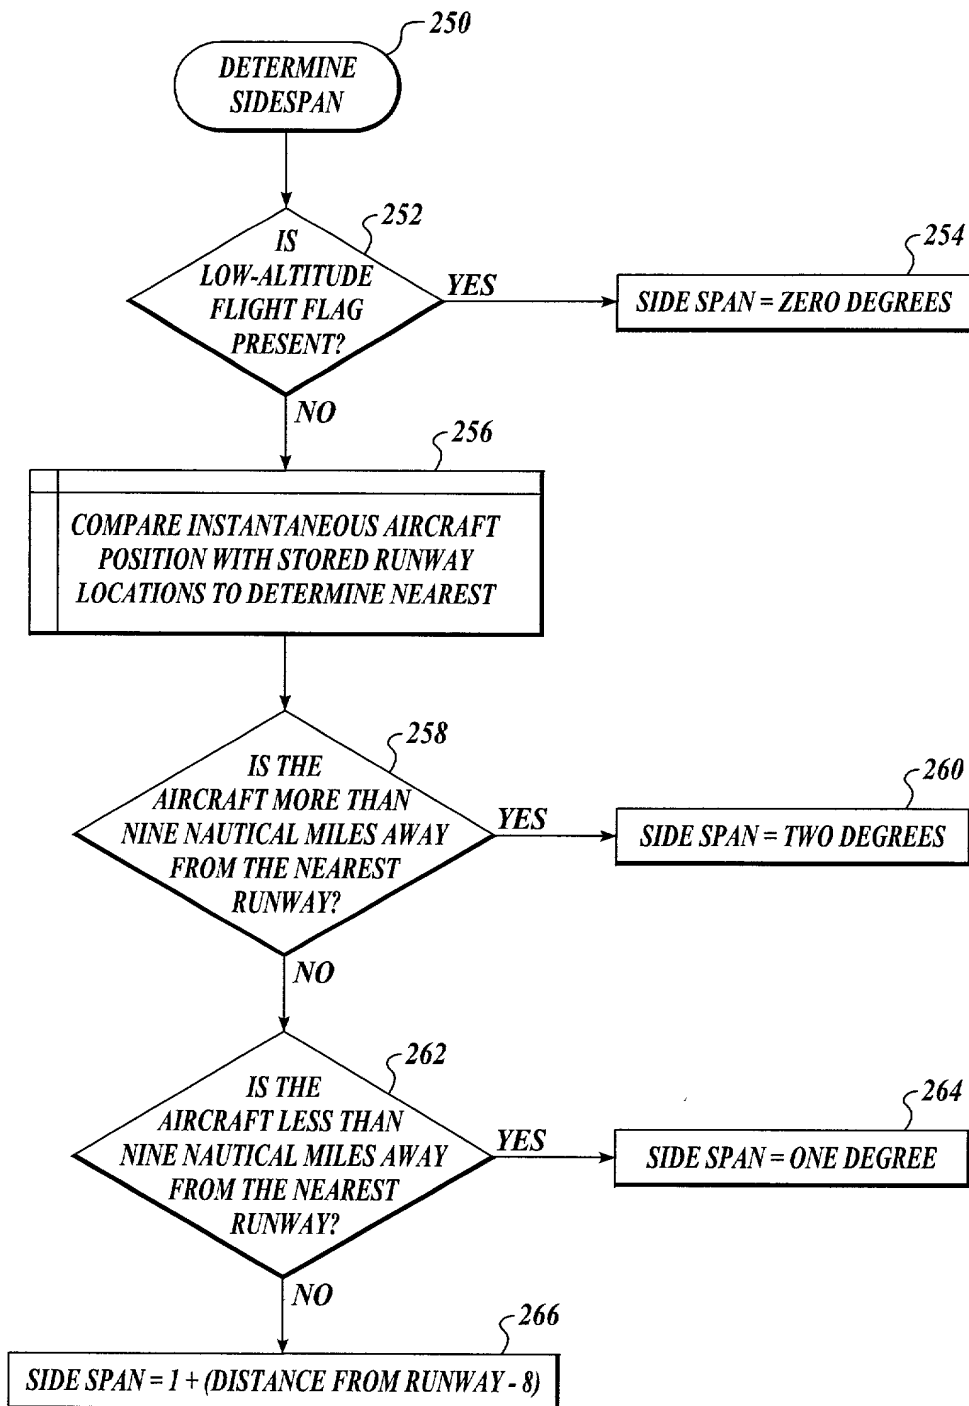 250
DETERMINE
SIDESPAN
252
IS
LOW-ALTITUDE
FLIGHT FLAG
PRESENT?
YES
254
SIDE SPAN = ZERO DEGREES
NO
256
COMPARE INSTANTANEOUS AIRCRAFT
POSITION WITH STORED RUNWAY
LOCATIONS TO DETERMINE NEAREST
258
IS THE
AIRCRAFT MORE THAN
NINE NAUTICAL MILES AWAY
FROM THE NEAREST
RUNWAY?
YES
260
SIDE SPAN = TWO DEGREES
NO
262
IS THE
AIRCRAFT LESS THAN
NINE NAUTICAL MILES AWAY
FROM THE NEAREST
RUNWAY?
YES
264
SIDE SPAN = ONE DEGREE
NO
266
SIDE SPAN = 1 + (DISTANCE FROM RUNWAY - 8)